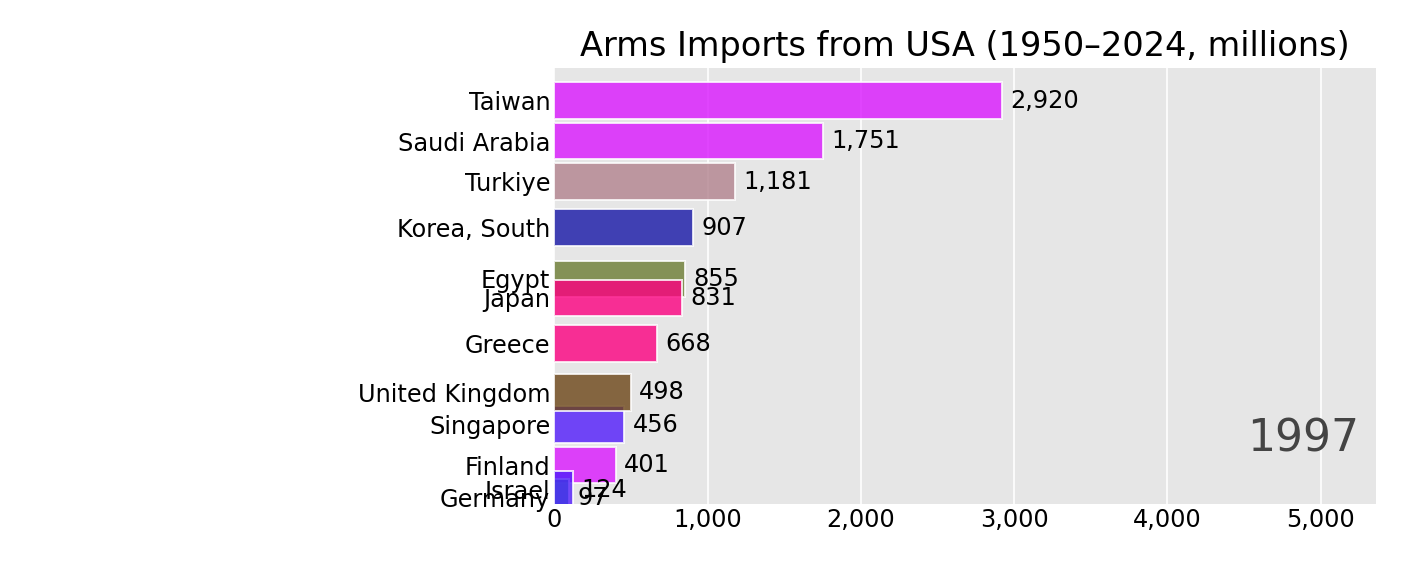 Arms Imports from USA (1950–2024, millions)
Taiwan 2,920
Saudi Arabia 1,751
Turkiye 1,181
Korea, South 907
Egypt 855
Japan 831
Greece 668
United Kingdom 498
Singapore 456
1997
Finland 401
Israel 124
Germany 97
0 1,000 2,000 3,000 4,000 5,000